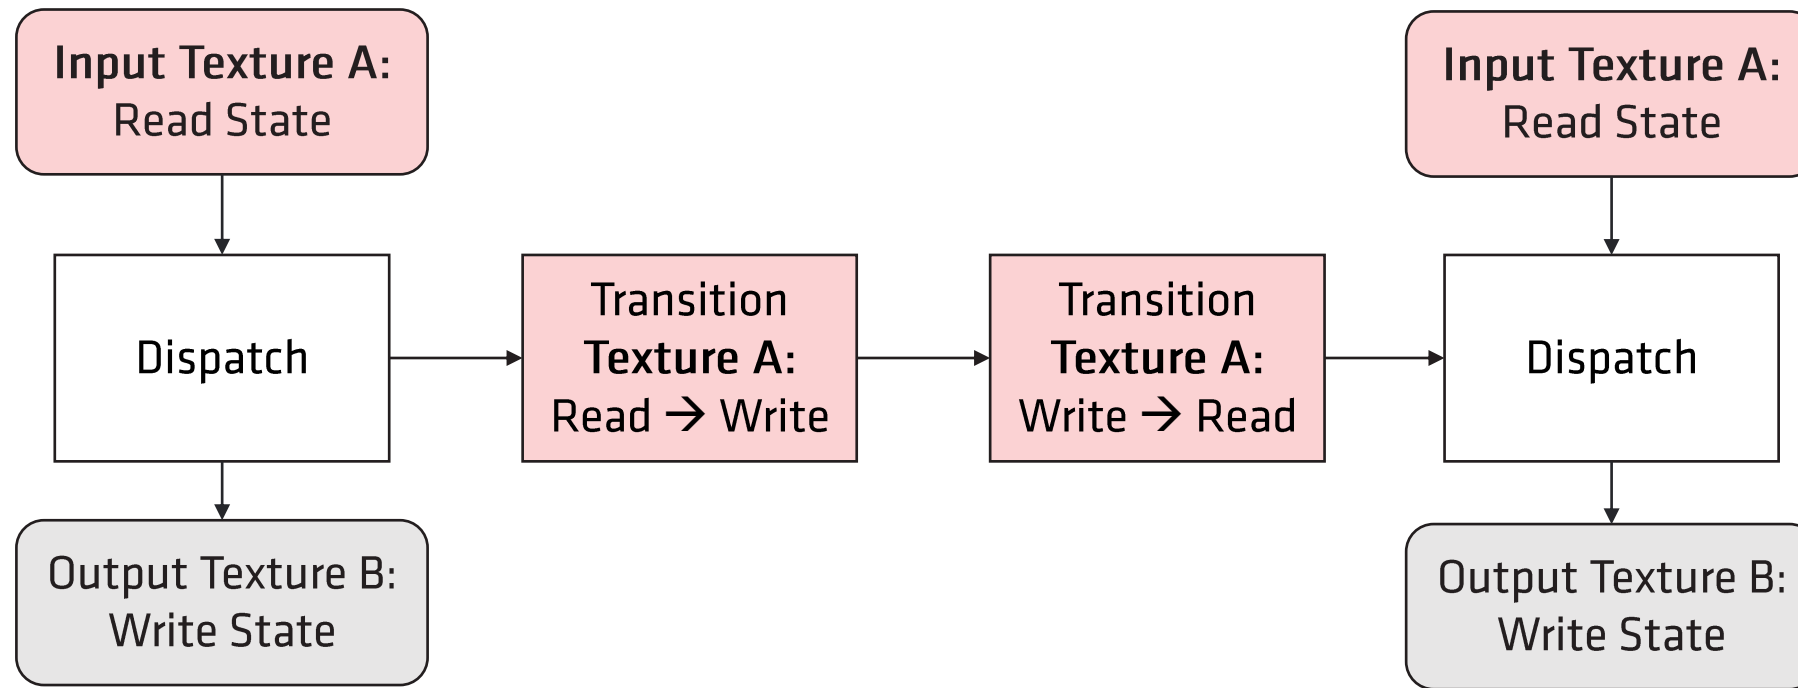 Input Texture A:
Read State
Input Texture A:
Read State
Dispatch
Transition
Texture A:
Read → Write
Transition
Texture A:
Write → Read
Dispatch
Output Texture B:
Write State
Output Texture B:
Write State